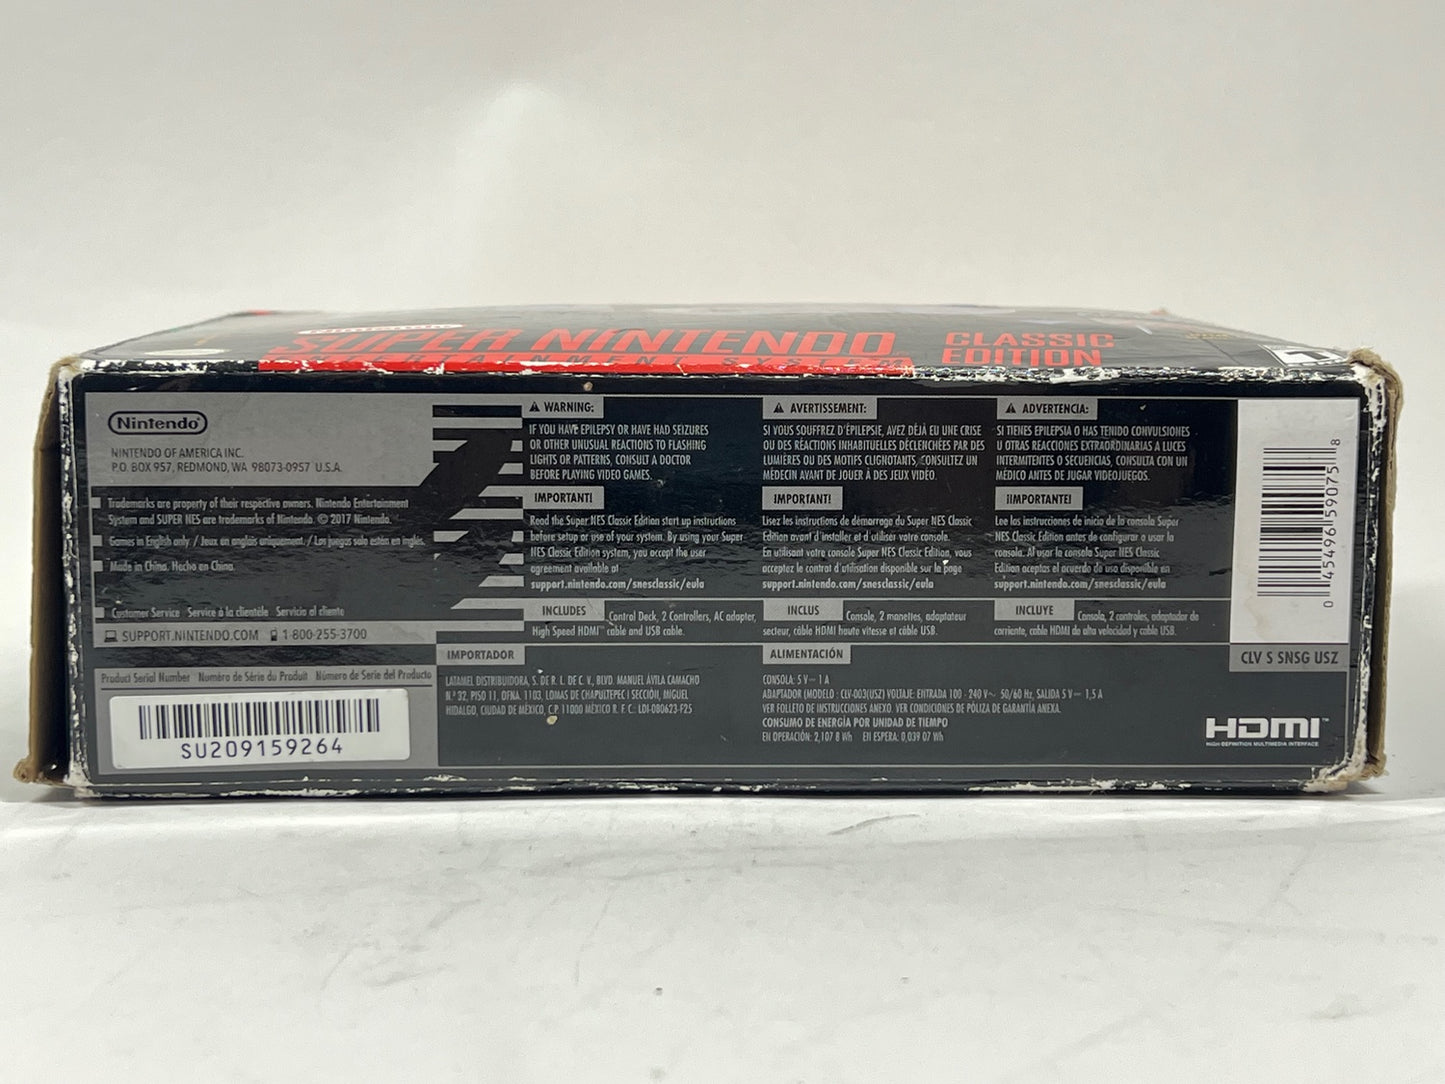 Nintendo
SUPER NINTENDO
ENTERTAINMENT SYSTEM
CLASSIC
EDITION
Nintendo
NINTENDO OF AMERICA INC.
P.O. BOX 957, REDMOND, WA 98073-0957 U.S.A.
Trademarks are property of their respective owners. Nintendo Entertainment
System and SUPER NES are trademarks of Nintendo. © 2017 Nintendo.
Games in English only. / Jeux en anglais uniquement. / Los juegos solo están en inglés.
Made in China. Hecho en China.
Customer Service Service à la clientèle Servicio al cliente
SUPPORT.NINTENDO.COM 1-800-255-3700
Product Serial Number Numéro de Série du Produit Número de Serie del Producto
SU209159264
⚠ WARNING:
IF YOU HAVE EPILEPSY OR HAVE HAD SEIZURES
OR OTHER UNUSUAL REACTIONS TO FLASHING
LIGHTS OR PATTERNS, CONSULT A DOCTOR
BEFORE PLAYING VIDEO GAMES.
IMPORTANT!
Read the Super NES Classic Edition start up instructions
before setup or use of your system. By using your Super
NES Classic Edition system, you accept the user
agreement available at
support.nintendo.com/snesclassic/eula
INCLUDES Control Deck, 2 Controllers, AC adapter,
High Speed HDMI™ cable and USB cable.
⚠ AVERTISSEMENT:
SI VOUS SOUFFREZ D'ÉPILEPSIE, AVEZ DÉJÀ EU UNE CRISE
OU DES RÉACTIONS INHABITUELLES DÉCLENCHÉES PAR DES
LUMIÈRES OU DES MOTIFS CLIGNOTANTS, CONSULTEZ UN
MÉDECIN AVANT DE JOUER À DES JEUX VIDÉO.
IMPORTANT!
Lisez les instructions de démarrage du Super NES Classic
Edition avant d'installer et d'utiliser votre console.
En utilisant votre console Super NES Classic Edition, vous
acceptez le contrat d'utilisation disponible sur la page
support.nintendo.com/snesclassic/eula
INCLUS Console, 2 manettes, adaptateur
secteur, câble HDMI haute vitesse et câble USB.
⚠ ADVERTENCIA:
SI TIENES EPILEPSIA O HAS TENIDO CONVULSIONES
U OTRAS REACCIONES EXTRAORDINARIAS A LUCES
INTERMITENTES O SECUENCIAS, CONSULTA CON UN
MÉDICO ANTES DE JUGAR VIDEOJUEGOS.
¡IMPORTANTE!
Lee las instrucciones de inicio de la consola Super
NES Classic Edition antes de configurar o usar la
consola. Al usar la consola Super NES Classic
Edition aceptas el acuerdo de uso disponible en
support.nintendo.com/snesclassic/eula
INCLUYE Consola, 2 controles, adaptador de
corriente, cable HDMI de alta velocidad y cable USB.
IMPORTADOR
LATAMEL DISTRIBUIDORA, S. DE R. L. DE C. V., BLVD. MANUEL ÁVILA CAMACHO
N.º 32, PISO 11, OFNA. 1103, LOMAS DE CHAPULTEPEC I SECCIÓN, MIGUEL
HIDALGO, CIUDAD DE MÉXICO, C.P. 11000 MÉXICO R. F. C.: LDI-080623-F25
ALIMENTACIÓN
CONSOLA: 5 V⎓ 1 A
ADAPTADOR (MODELO : CLV-003(USZ) VOLTAJE: ENTRADA 100 - 240 V~ 50/60 Hz, SALIDA 5 V⎓ 1,5 A
VER FOLLETO DE INSTRUCCIONES ANEXO. VER CONDICIONES DE PÓLIZA DE GARANTÍA ANEXA.
CONSUMO DE ENERGÍA POR UNIDAD DE TIEMPO
EN OPERACIÓN: 2,107 8 Wh EN ESPERA: 0,039 07 Wh
0 45496 59075 8
CLV S SNSG USZ
HDMI™
HIGH-DEFINITION MULTIMEDIA INTERFACE